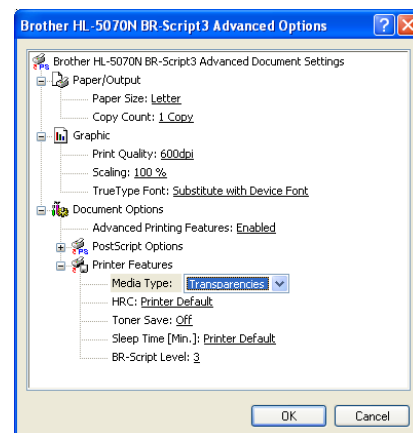 Brother HL-5070N BR-Script3 Advanced Options
Brother HL-5070N BR-Script3 Advanced Document Settings
Paper/Output
Paper Size: Letter
Copy Count: 1 Copy
Graphic
Print Quality: 600dpi
Scaling: 100 %
TrueType Font: Substitute with Device Font
Document Options
Advanced Printing Features: Enabled
PostScript Options
Printer Features
Media Type: Transparencies
HRC: Printer Default
Toner Save: Off
Sleep Time [Min.]: Printer Default
BR-Script Level: 3
OK Cancel